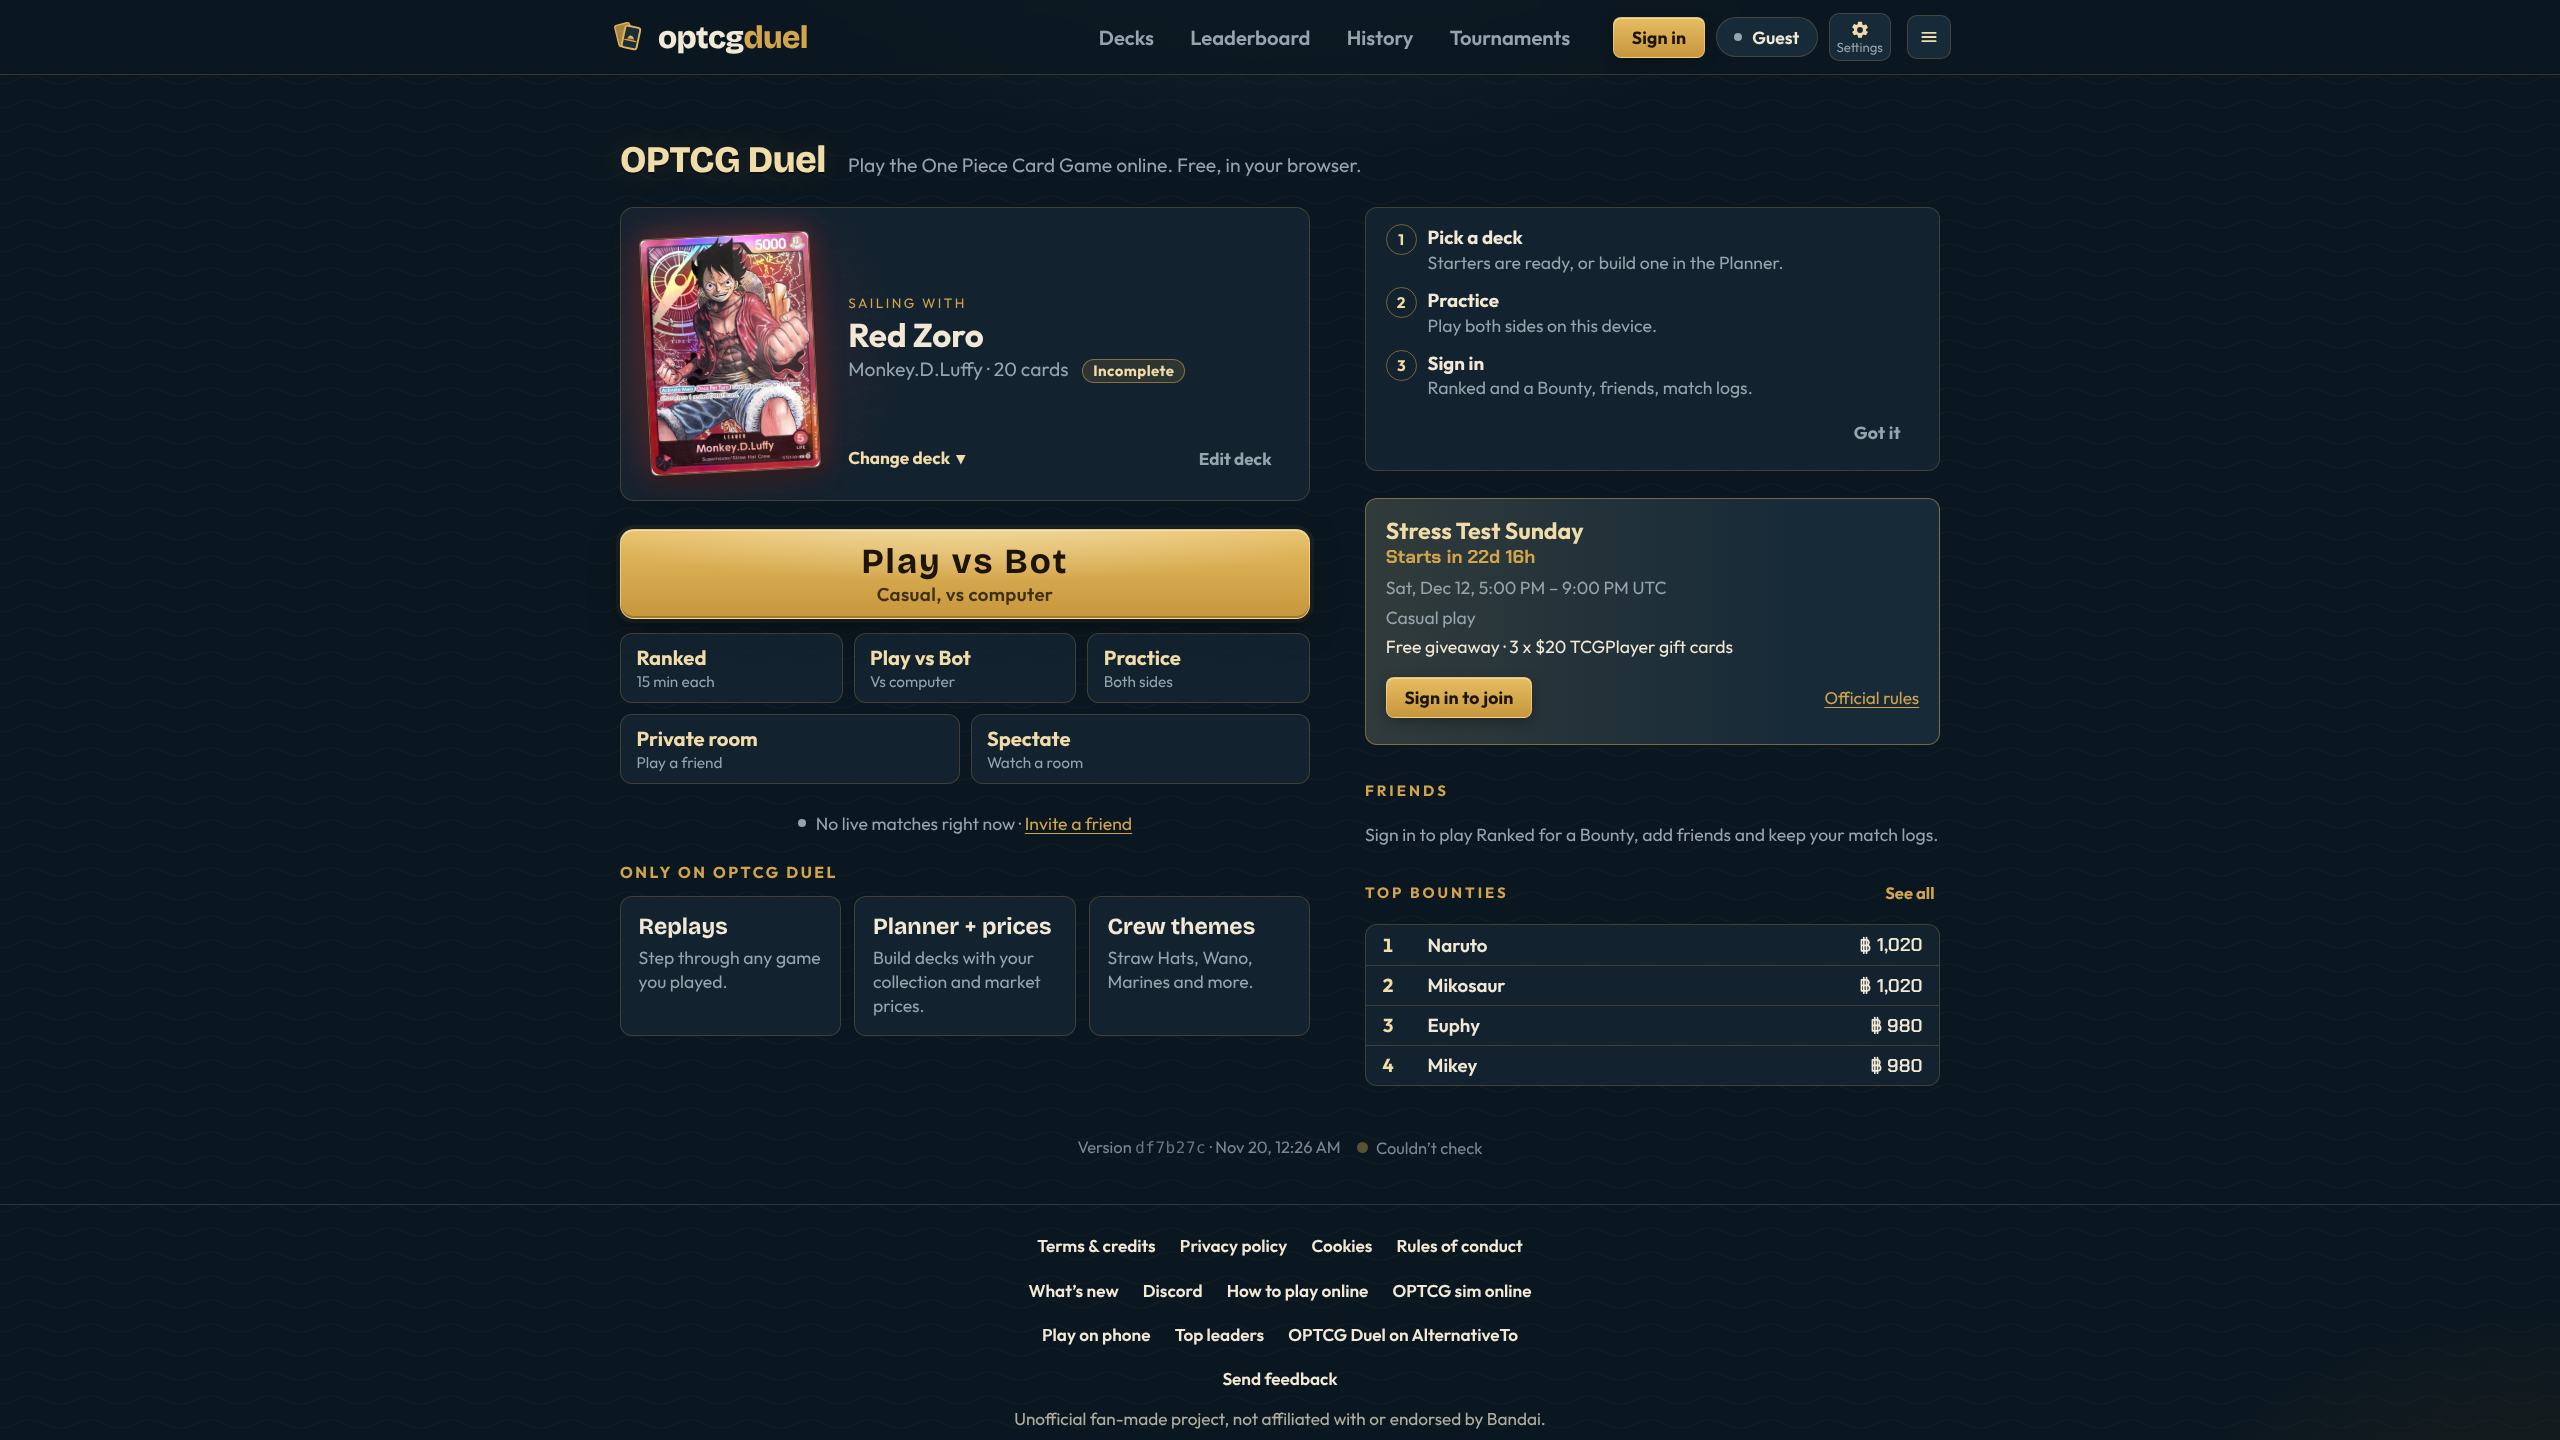 optcgduel
Decks
Leaderboard
History
Tournaments
Sign in
Guest
Settings
OPTCG Duel
Play the One Piece Card Game online. Free, in your browser.
5000
LEADER
Monkey.D.Luffy
5
SAILING WITH
Red Zoro
Monkey.D.Luffy · 20 cards
Incomplete
Change deck ▼
Edit deck
Play vs Bot
Casual, vs computer
Ranked
15 min each
Play vs Bot
Vs computer
Practice
Both sides
Private room
Play a friend
Spectate
Watch a room
No live matches right now · Invite a friend
ONLY ON OPTCG DUEL
Replays
Step through any game
you played.
Planner + prices
Build decks with your
collection and market
prices.
Crew themes
Straw Hats, Wano,
Marines and more.
1
Pick a deck
Starters are ready, or build one in the Planner.
2
Practice
Play both sides on this device.
3
Sign in
Ranked and a Bounty, friends, match logs.
Got it
Stress Test Sunday
Starts in 22d 16h
Sat, Dec 12, 5:00 PM – 9:00 PM UTC
Casual play
Free giveaway · 3 x $20 TCGPlayer gift cards
Sign in to join
Official rules
FRIENDS
Sign in to play Ranked for a Bounty, add friends and keep your match logs.
TOP BOUNTIES
See all
1 Naruto ฿ 1,020
2 Mikosaur ฿ 1,020
3 Euphy ฿ 980
4 Mikey ฿ 980
Version df7b27c · Nov 20, 12:26 AM
Couldn’t check
Terms & credits
Privacy policy
Cookies
Rules of conduct
What’s new
Discord
How to play online
OPTCG sim online
Play on phone
Top leaders
OPTCG Duel on AlternativeTo
Send feedback
Unofficial fan-made project, not affiliated with or endorsed by Bandai.